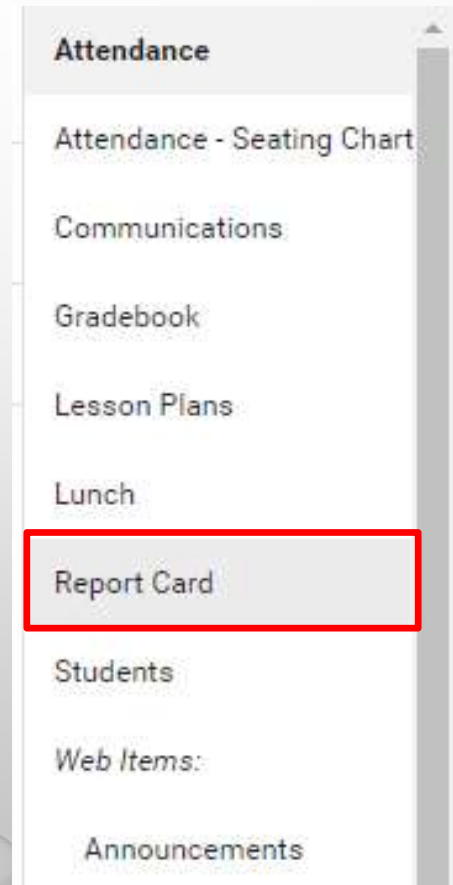 Attendance
Attendance - Seating Chart
Communications
Gradebook
Lesson Plans
Lunch
Report Card
Students
Web Items:
Announcements